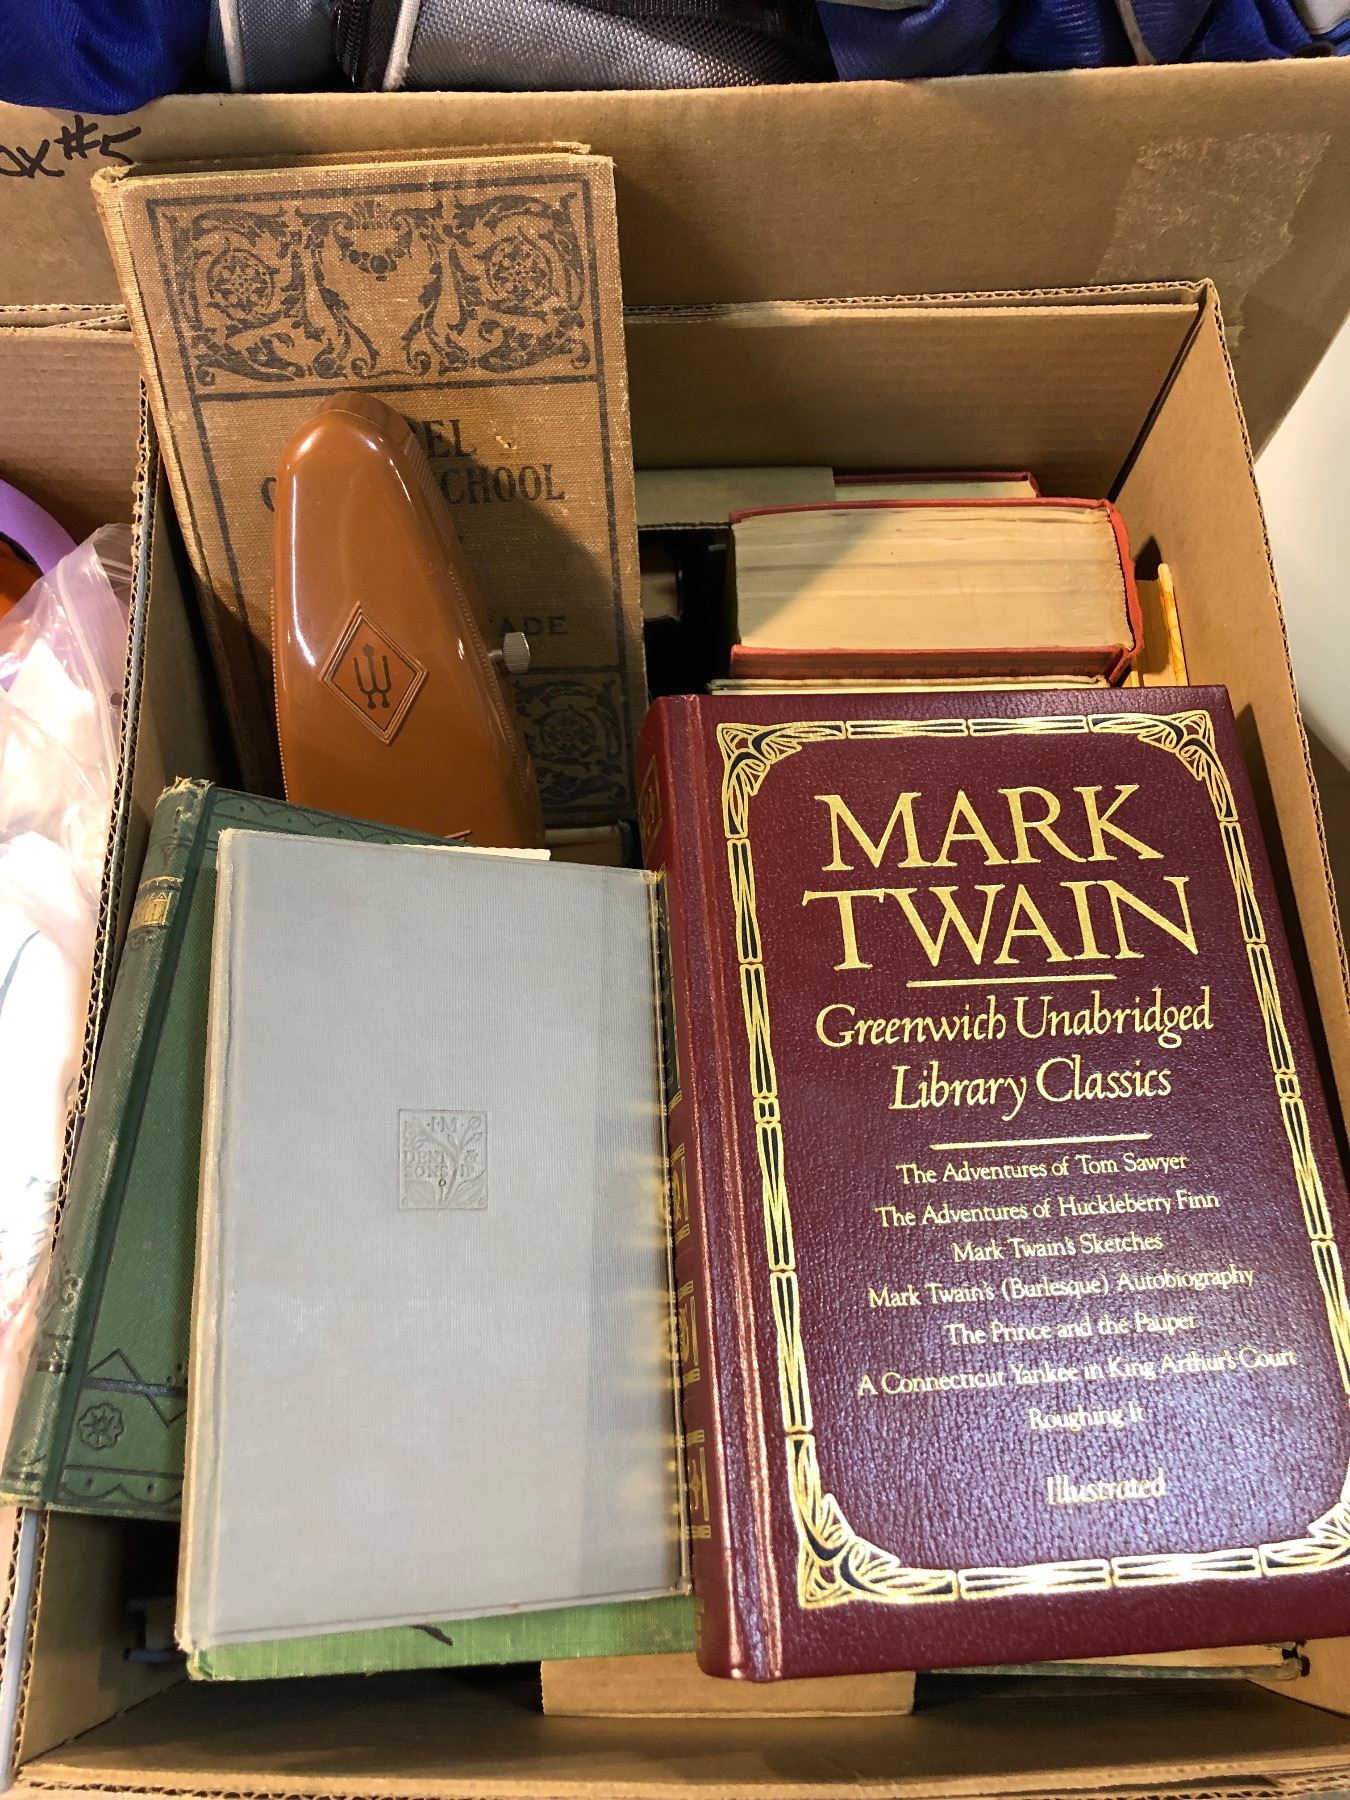 #5
SCHOOL
MARK
TWAIN
Greenwich Unabridged
Library Classics
The Adventures of Tom Sawyer
The Adventures of Huckleberry Finn
Mark Twain's Sketches
Mark Twain's (Burlesque) Autobiography
The Prince and the Pauper
A Connecticut Yankee in King Arthur's Court
Roughing It
Illustrated
·I·M·
DENT &
SONS LD